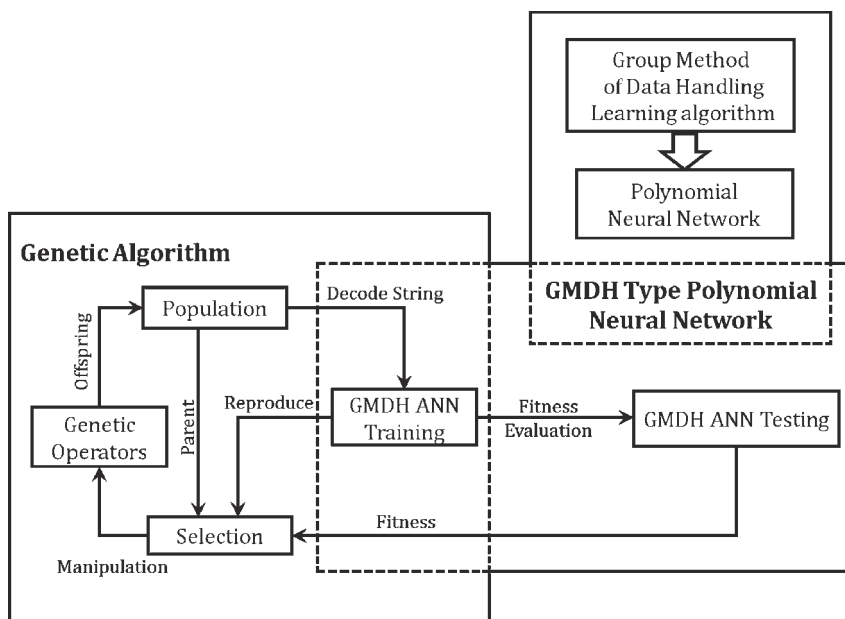 Group Method
of Data Handling
Learning algorithm
Polynomial
Neural Network
Genetic Algorithm
GMDH Type Polynomial
Neural Network
Decode String
Population
Offspring
Parent
Reproduce
GMDH ANN
Training
Fitness
Evaluation
GMDH ANN Testing
Genetic
Operators
Selection
Fitness
Manipulation